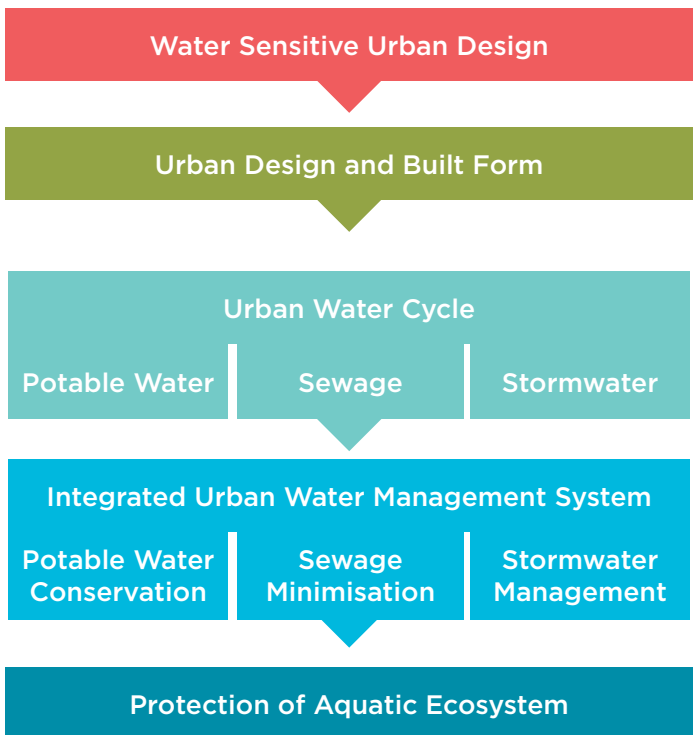 Water Sensitive Urban Design
Urban Design and Built Form
Urban Water Cycle
Potable Water
Sewage
Stormwater
Integrated Urban Water Management System
Potable Water
Conservation
Sewage
Minimisation
Stormwater
Management
Protection of Aquatic Ecosystem